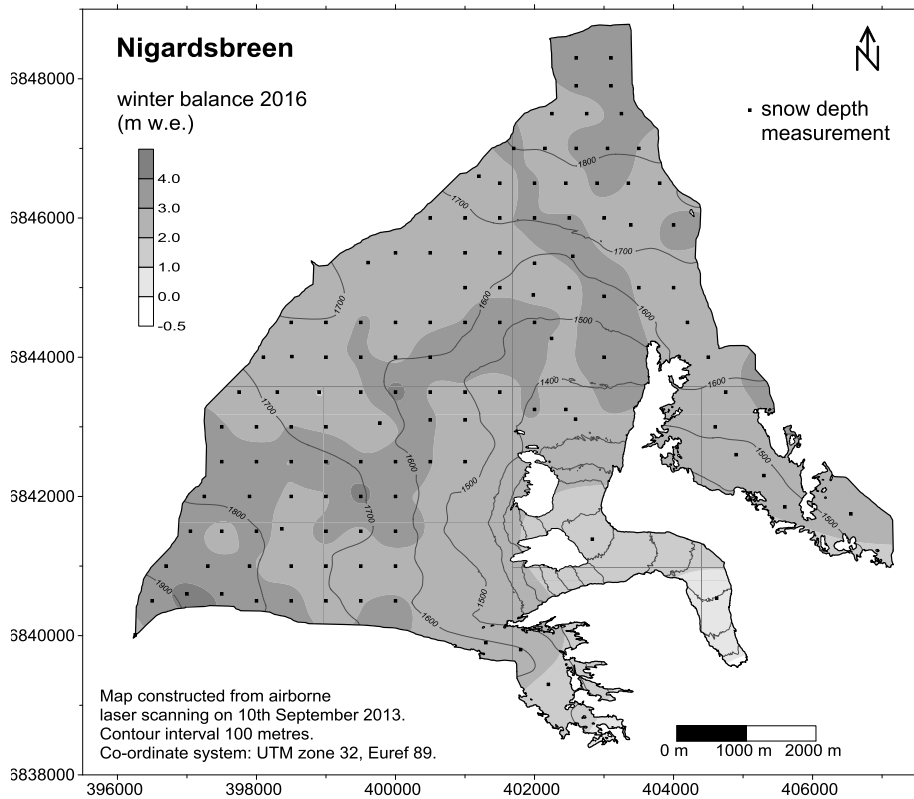 Nigardsbreen
N
winter balance 2016
(m w.e.)
snow depth
measurement
4.0
3.0
2.0
1.0
0.0
-0.5
1800
1700
1700
1700
1600
1600
1500
1400
1600
1700
1600
1500
1500
1500
1700
1800
1900
1500
1600
6848000
6846000
6844000
6842000
6840000
6838000
Map constructed from airborne
laser scanning on 10th September 2013.
Contour interval 100 metres.
Co-ordinate system: UTM zone 32, Euref 89.
0 m 1000 m 2000 m
396000 398000 400000 402000 404000 406000